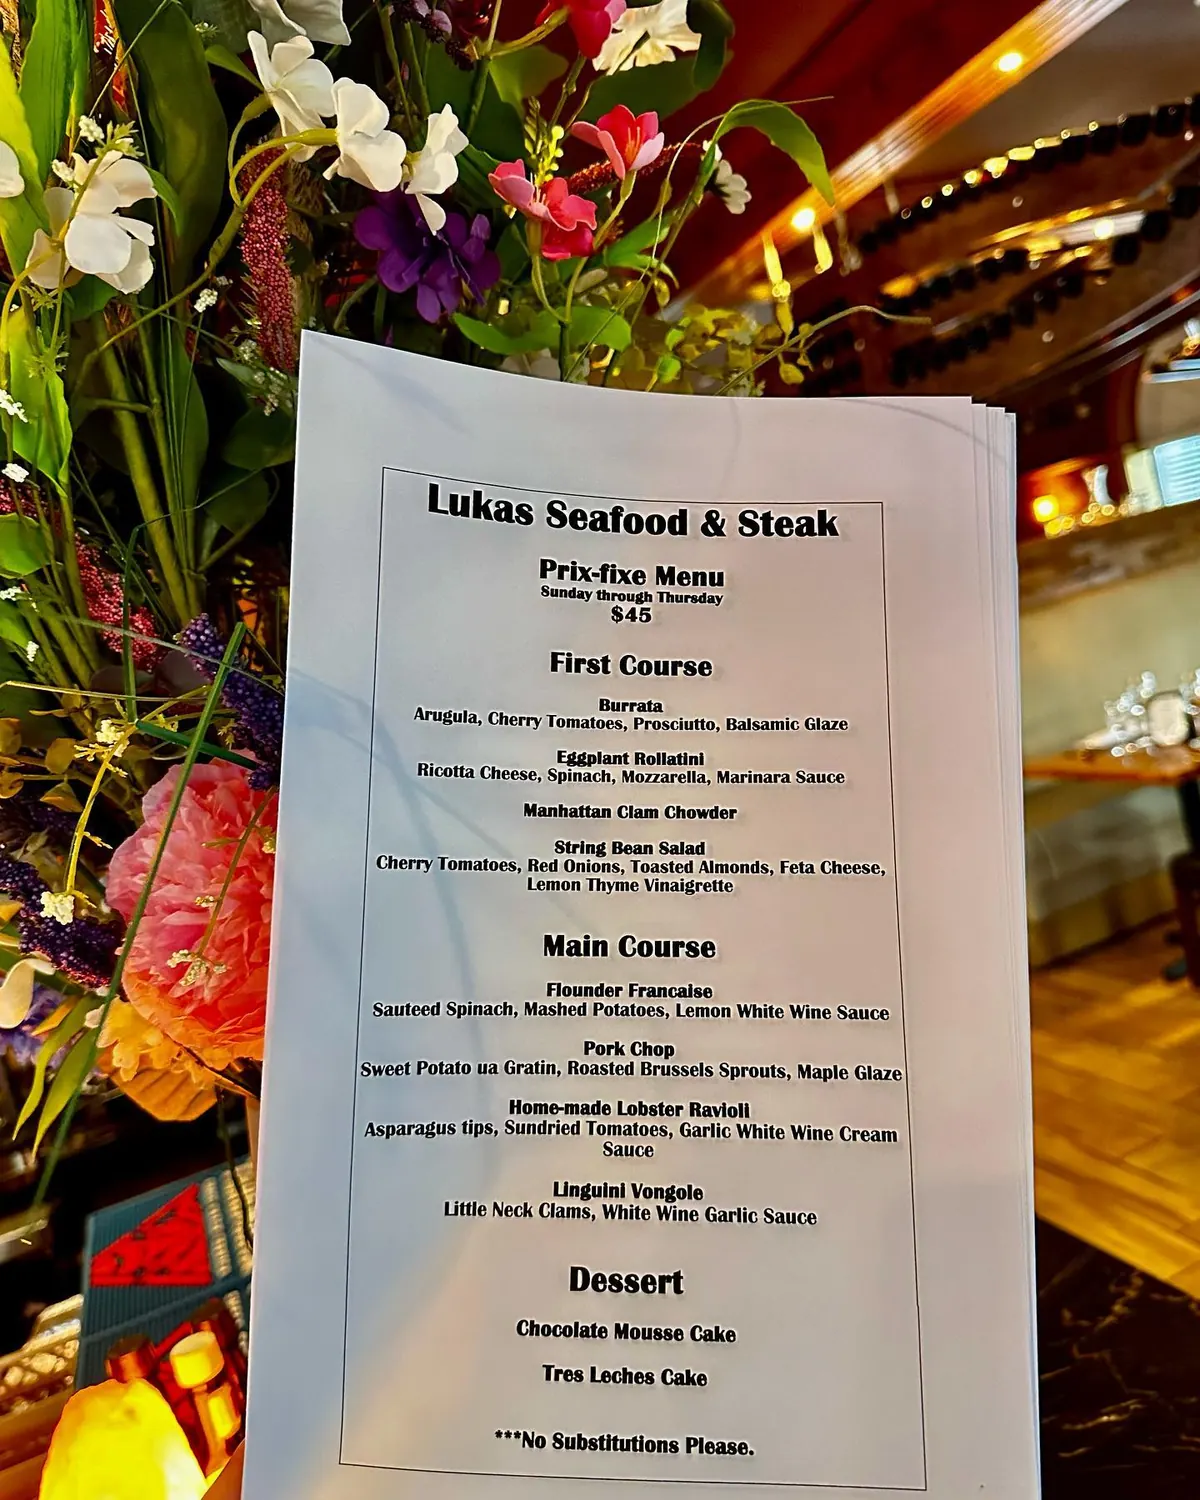 Lukas Seafood & Steak
Prix-fixe Menu
Sunday through Thursday
$45
First Course
Burrata
Arugula, Cherry Tomatoes, Prosciutto, Balsamic Glaze
Eggplant Rollatini
Ricotta Cheese, Spinach, Mozzarella, Marinara Sauce
Manhattan Clam Chowder
String Bean Salad
Cherry Tomatoes, Red Onions, Toasted Almonds, Feta Cheese,
Lemon Thyme Vinaigrette
Main Course
Flounder Francaise
Sauteed Spinach, Mashed Potatoes, Lemon White Wine Sauce
Pork Chop
Sweet Potato ua Gratin, Roasted Brussels Sprouts, Maple Glaze
Home-made Lobster Ravioli
Asparagus tips, Sundried Tomatoes, Garlic White Wine Cream
Sauce
Linguini Vongole
Little Neck Clams, White Wine Garlic Sauce
Dessert
Chocolate Mousse Cake
Tres Leches Cake
***No Substitutions Please.